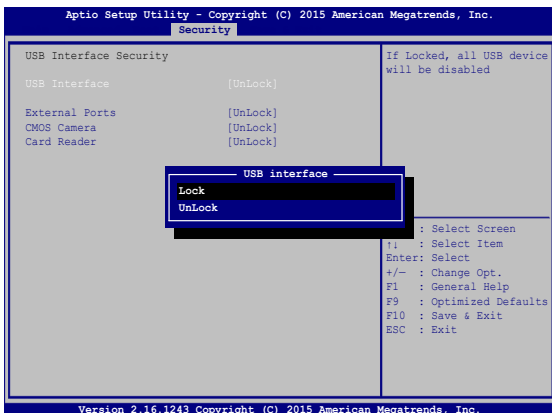 Aptio Setup Utility - Copyright (C) 2015 American Megatrends, Inc.
Security
USB Interface Security
If Locked, all USB device
will be disabled
USB Interface [UnLock]
External Ports [UnLock]
CMOS Camera [UnLock]
Card Reader [UnLock]
USB interface
Lock
UnLock
: Select Screen
↑↓ : Select Item
Enter: Select
+/— : Change Opt.
F1 : General Help
F9 : Optimized Defaults
F10 : Save & Exit
ESC : Exit
Version 2.16.1243 Copyright (C) 2015 American Megatrends, Inc.